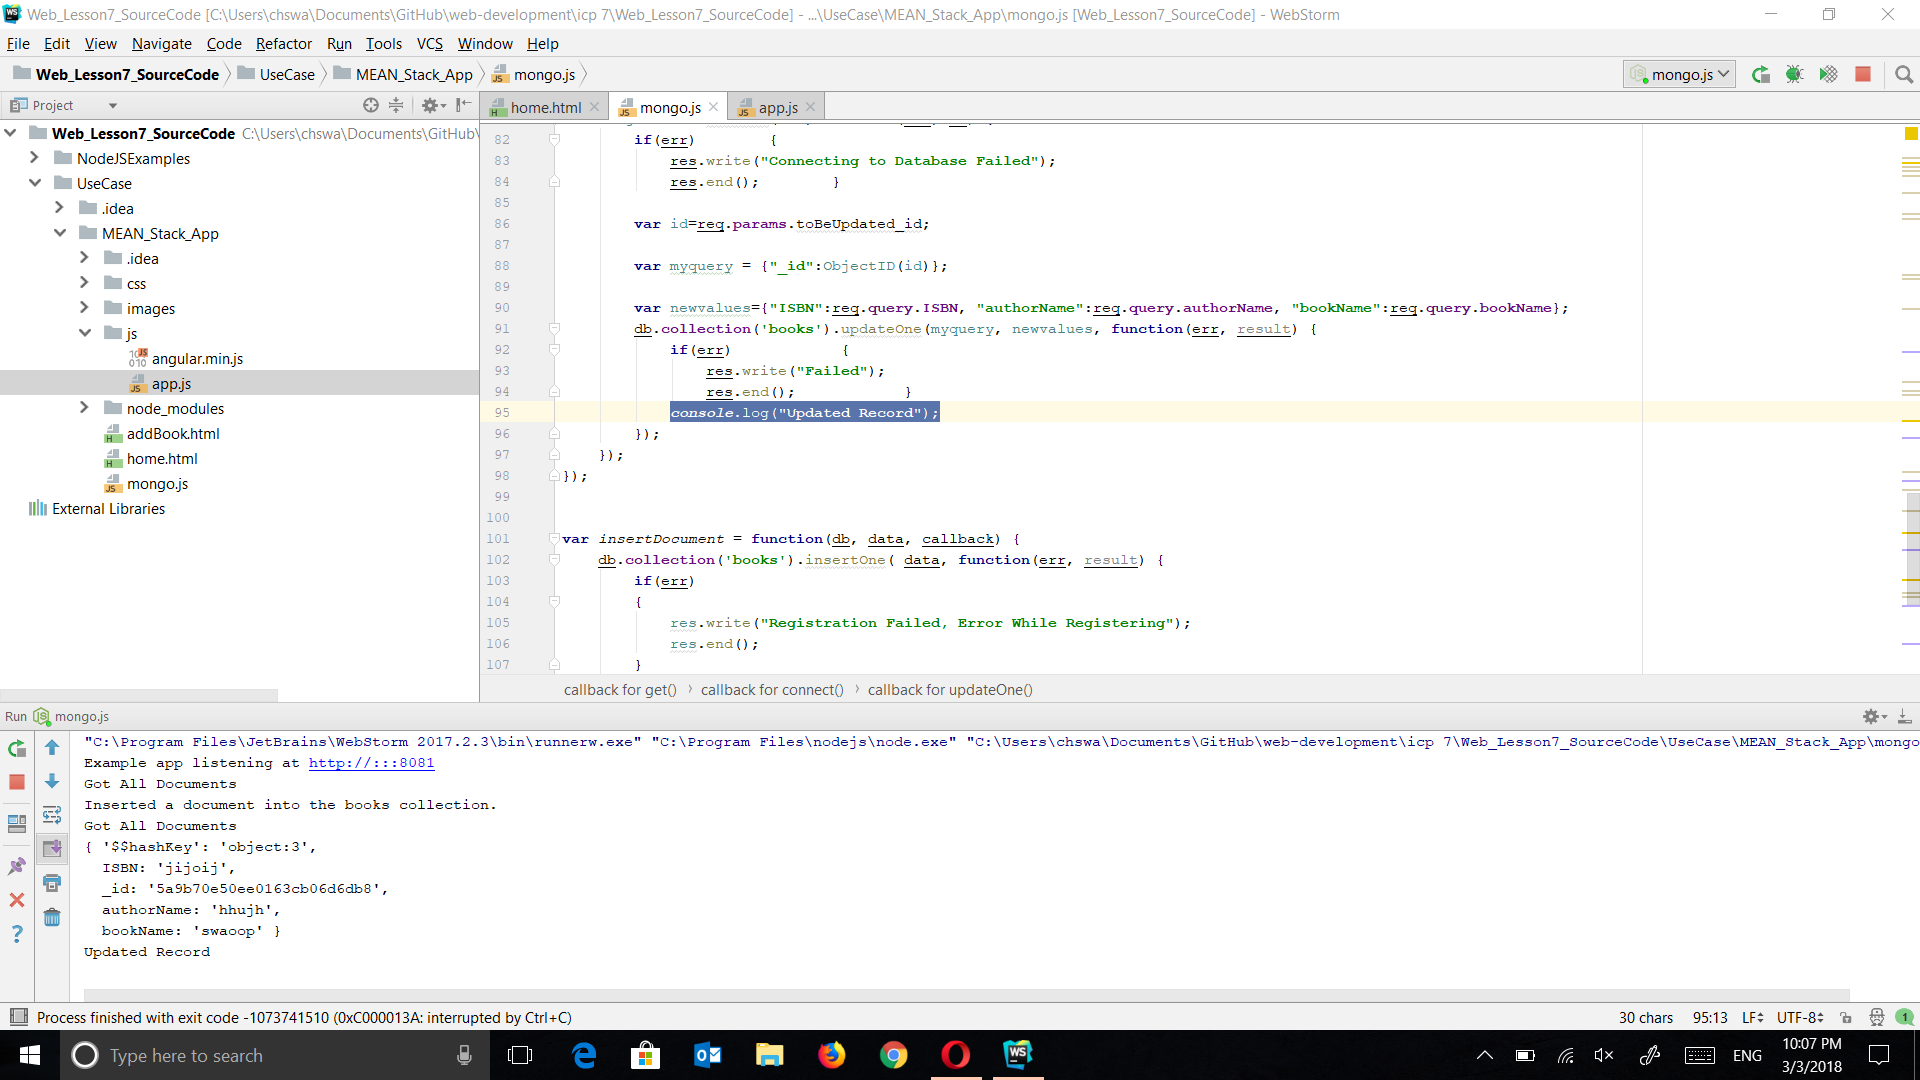 Web_Lesson7_SourceCode [C:\Users\chswa\Documents\GitHub\web-development\icp 7\Web_Lesson7_SourceCode] - ...\UseCase\MEAN_Stack_App\mongo.js [Web_Lesson7_SourceCode] - WebStorm
File Edit View Navigate Code Refactor Run Tools VCS Window Help
Web_Lesson7_SourceCode UseCase MEAN_Stack_App mongo.js
mongo.js
Project
home.html mongo.js app.js
Web_Lesson7_SourceCode C:\Users\chswa\Documents\GitHub\
NodeJSExamples
UseCase
.idea
MEAN_Stack_App
.idea
css
images
js
angular.min.js
app.js
node_modules
addBook.html
home.html
mongo.js
External Libraries
82 if(err) {
83 res.write("Connecting to Database Failed");
84 res.end(); }
85
86 var id=req.params.toBeUpdated_id;
87
88 var myquery = {"_id":ObjectID(id)};
89
90 var newvalues={"ISBN":req.query.ISBN, "authorName":req.query.authorName, "bookName":req.query.bookName};
91 db.collection('books').updateOne(myquery, newvalues, function(err, result) {
92 if(err) {
93 res.write("Failed");
94 res.end(); }
95 console.log("Updated Record");
96 });
97 });
98 });
99
100
101 var insertDocument = function(db, data, callback) {
102 db.collection('books').insertOne( data, function(err, result) {
103 if(err)
104 {
105 res.write("Registration Failed, Error While Registering");
106 res.end();
107 }
callback for get() callback for connect() callback for updateOne()
Run mongo.js
"C:\Program Files\JetBrains\WebStorm 2017.2.3\bin\runnerw.exe" "C:\Program Files\nodejs\node.exe" "C:\Users\chswa\Documents\GitHub\web-development\icp 7\Web_Lesson7_SourceCode\UseCase\MEAN_Stack_App\mongo
Example app listening at http://:::8081
Got All Documents
Inserted a document into the books collection.
Got All Documents
{ '$$hashKey': 'object:3',
ISBN: 'jijoij',
_id: '5a9b70e50ee0163cb06d6db8',
authorName: 'hhujh',
bookName: 'swaoop' }
Updated Record
Process finished with exit code -1073741510 (0xC000013A: interrupted by Ctrl+C)
30 chars 95:13 LF UTF-8 1
Type here to search
ENG
10:07 PM
3/3/2018